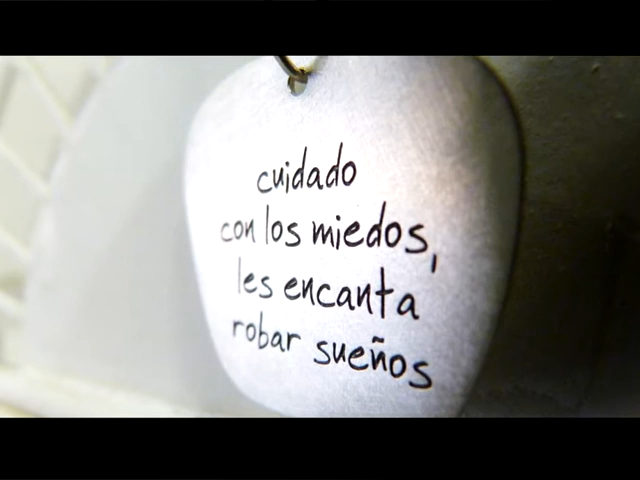 cuidado
con los miedos,
les encanta
robar sueños